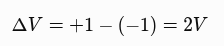 ΔV = +1 − (−1) = 2V